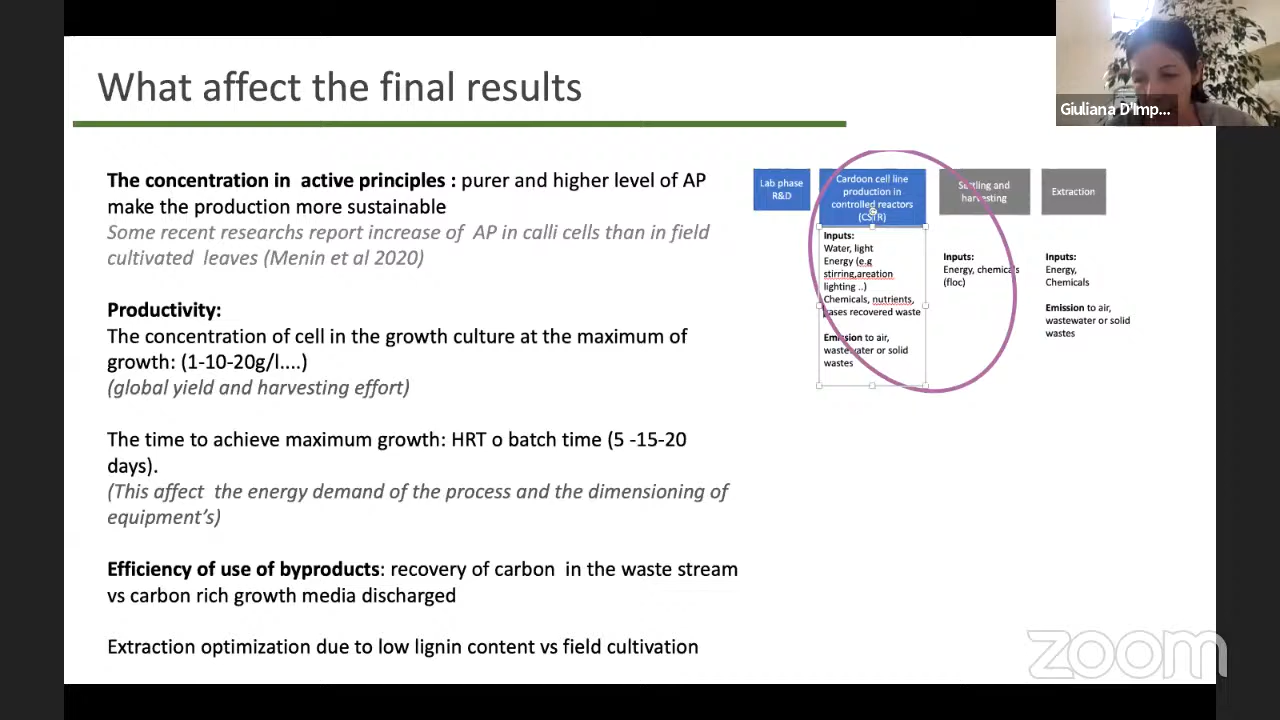 What affect the final results
Giuliana D'Imp...
The concentration in active principles : purer and higher level of AP
make the production more sustainable
Some recent researchs report increase of AP in calli cells than in field
cultivated leaves (Menin et al 2020)
Productivity:
The concentration of cell in the growth culture at the maximum of
growth: (1-10-20g/l....)
(global yield and harvesting effort)
The time to achieve maximum growth: HRT o batch time (5 -15-20
days).
(This affect the energy demand of the process and the dimensioning of
equipment's)
Efficiency of use of byproducts: recovery of carbon in the waste stream
vs carbon rich growth media discharged
Extraction optimization due to low lignin content vs field cultivation
Lab phase
R&D
Cardoon cell line
production in
controlled reactors
(CSTR)
Inputs:
Water, light
Energy (e.g
stirring,areation
lighting ..)
Chemicals, nutrients,
gases recovered waste
Emission to air,
wastewater or solid
wastes
Settling and
harvesting
Inputs:
Energy, chemicals
(floc)
Extraction
Inputs:
Energy,
Chemicals
Emission to air,
wastewater or solid
wastes
zoom